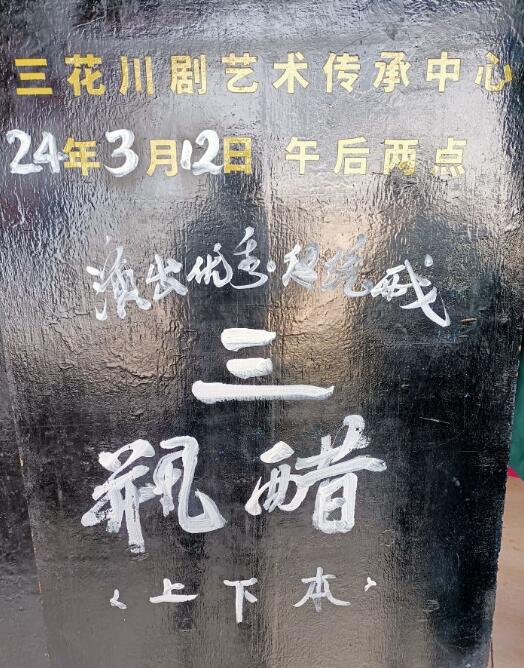 三花川剧艺术传承中心
24年3月12日 午后两点
演出优秀传统戏
三
瓶醋
〈上下本〉